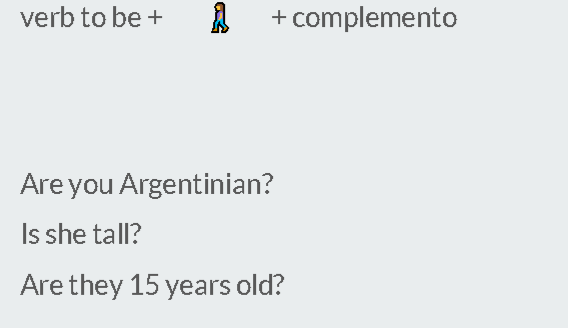 verb to be + + complemento
Are you Argentinian?
Is she tall?
Are they 15 years old?